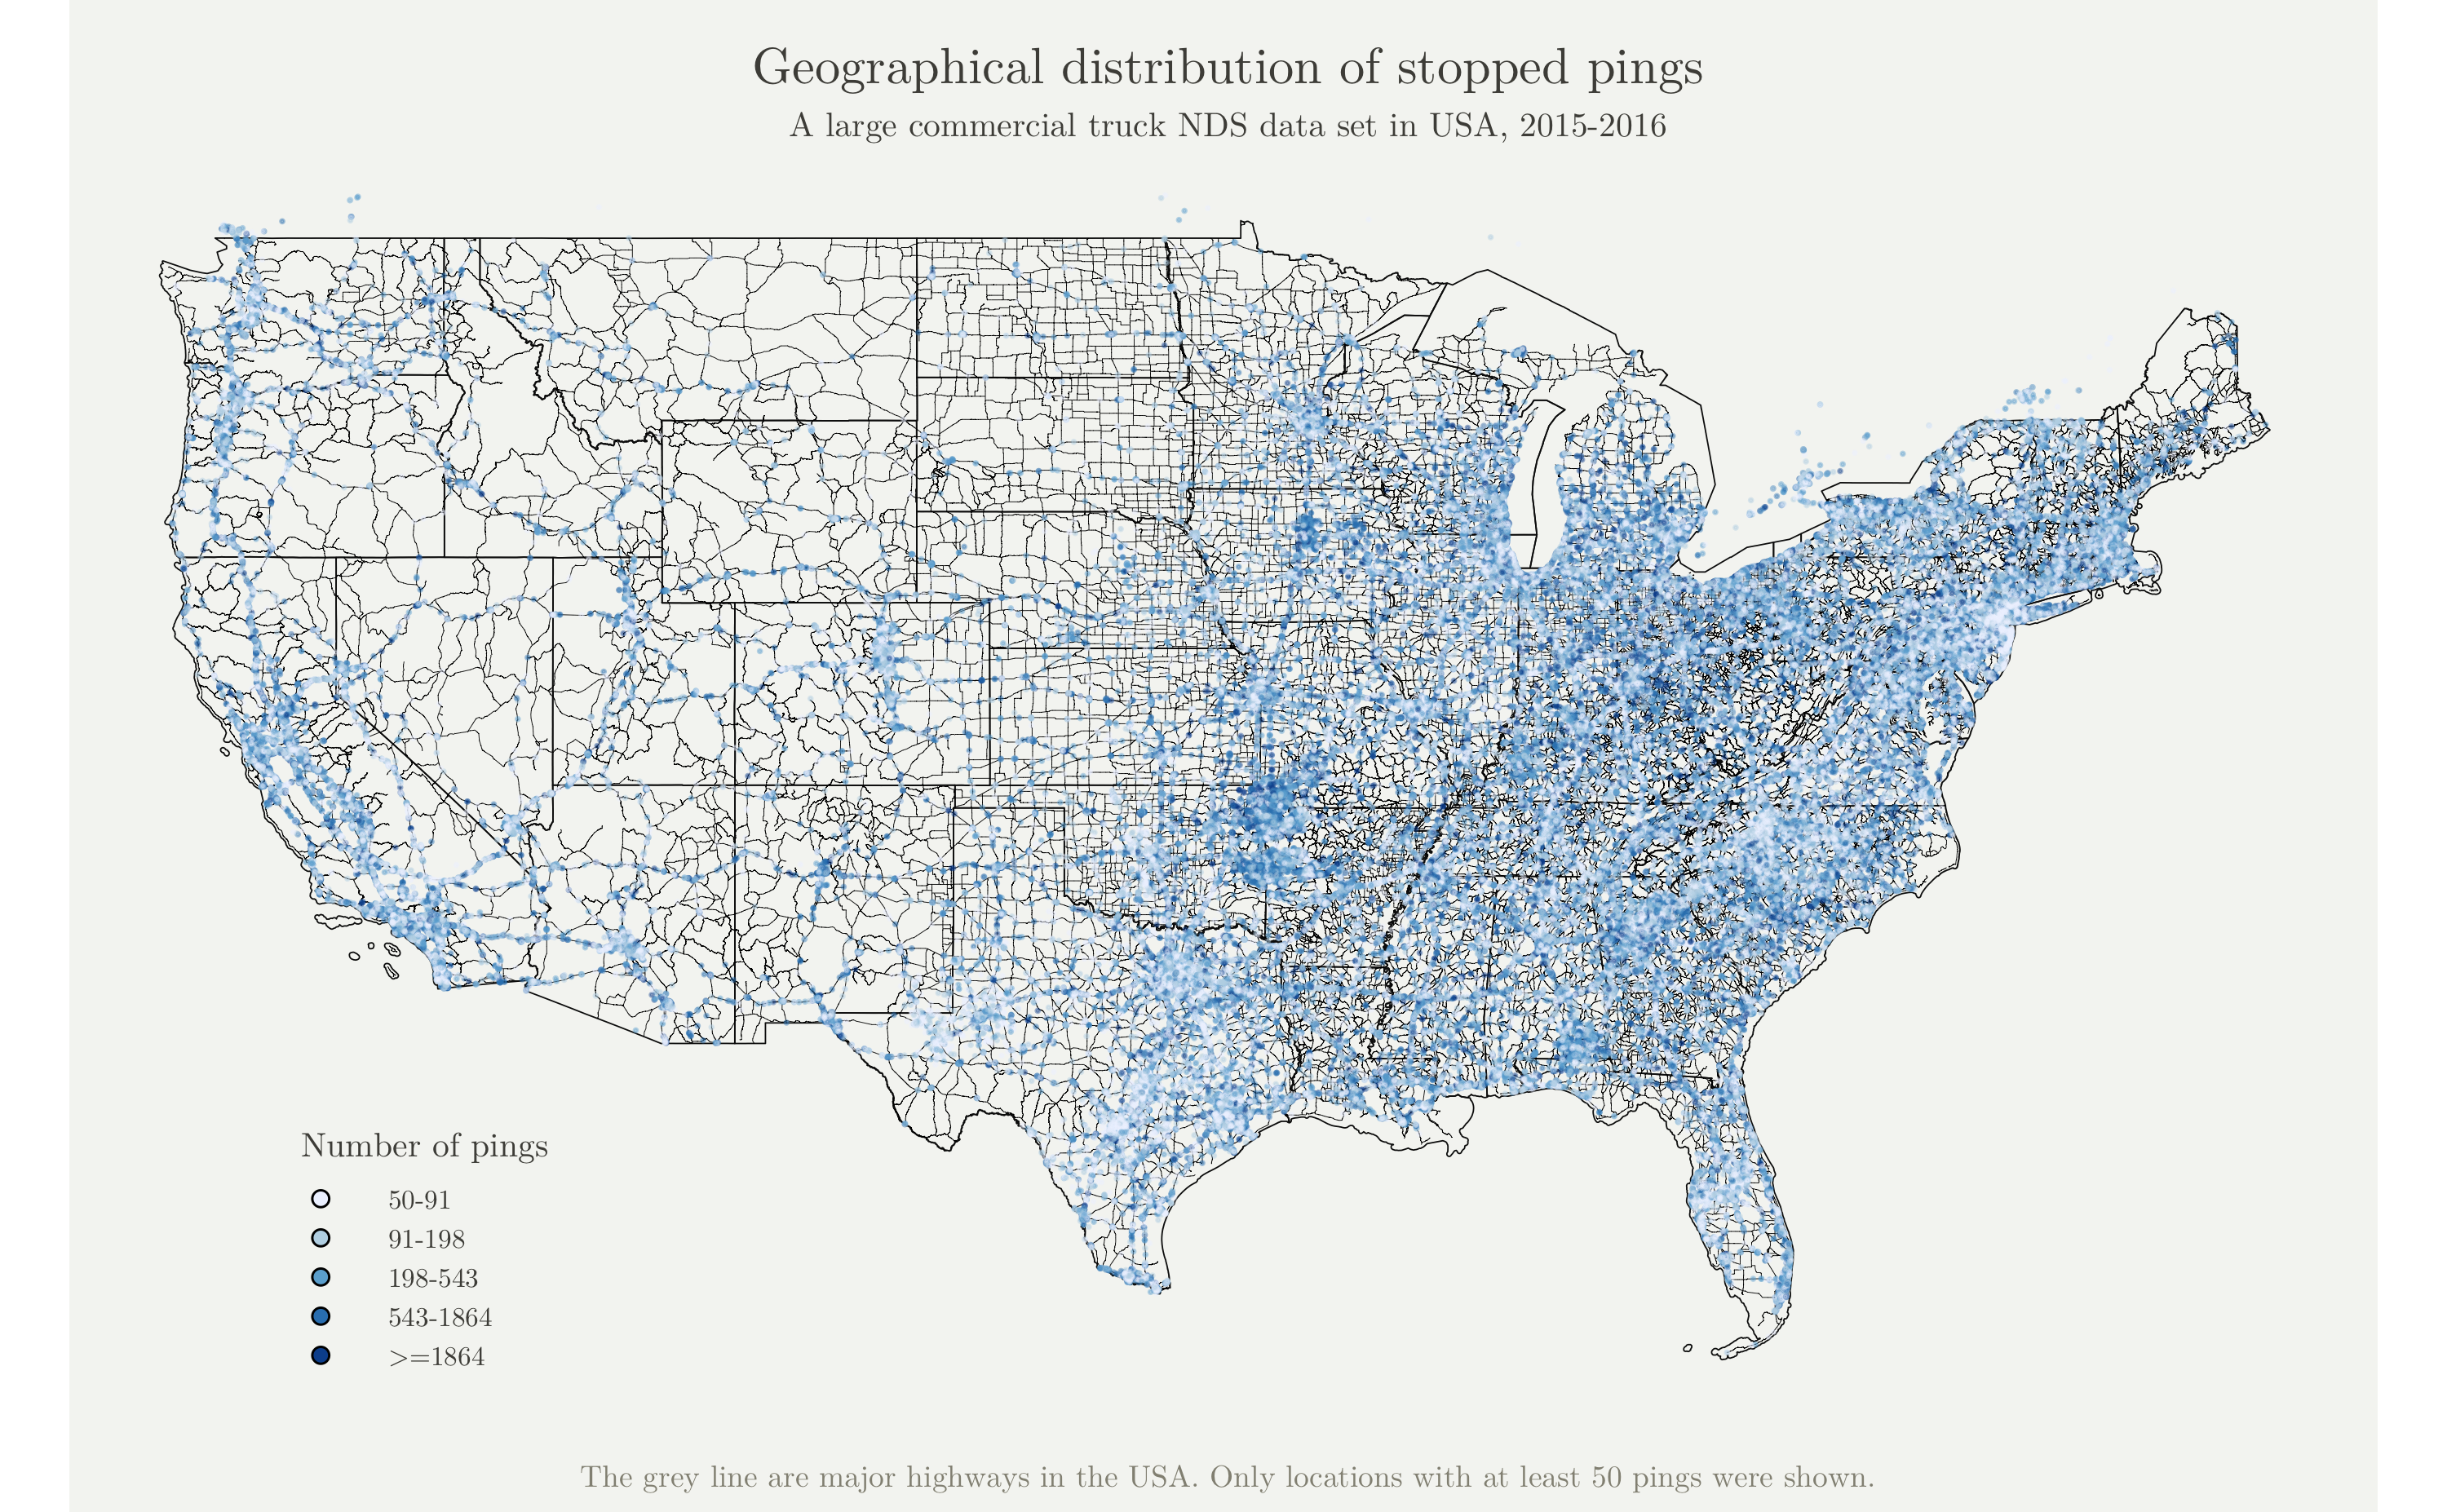 Geographical distribution of stopped pings
A large commercial truck NDS data set in USA, 2015-2016
Number of pings
50-91
91-198
198-543
543-1864
>=1864
The grey line are major highways in the USA. Only locations with at least 50 pings were shown.